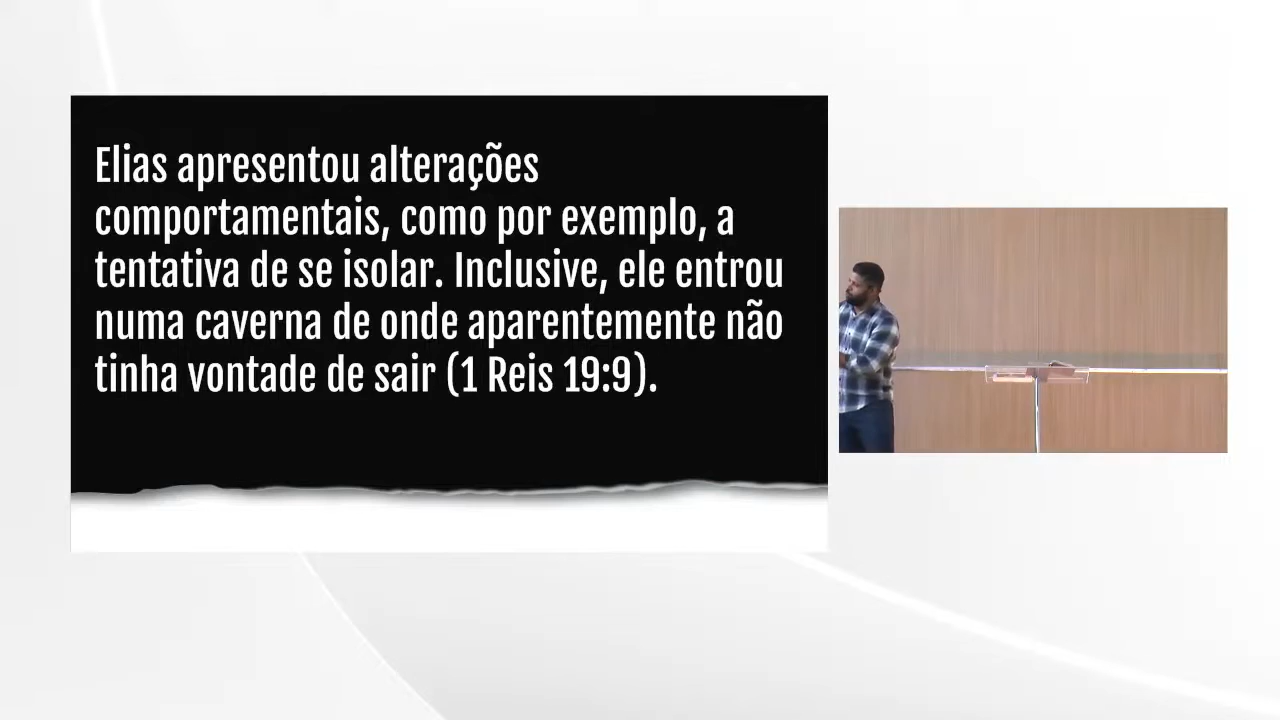 Elias apresentou alterações
comportamentais, como por exemplo, a
tentativa de se isolar. Inclusive, ele entrou
numa caverna de onde aparentemente não
tinha vontade de sair (1 Reis 19:9).